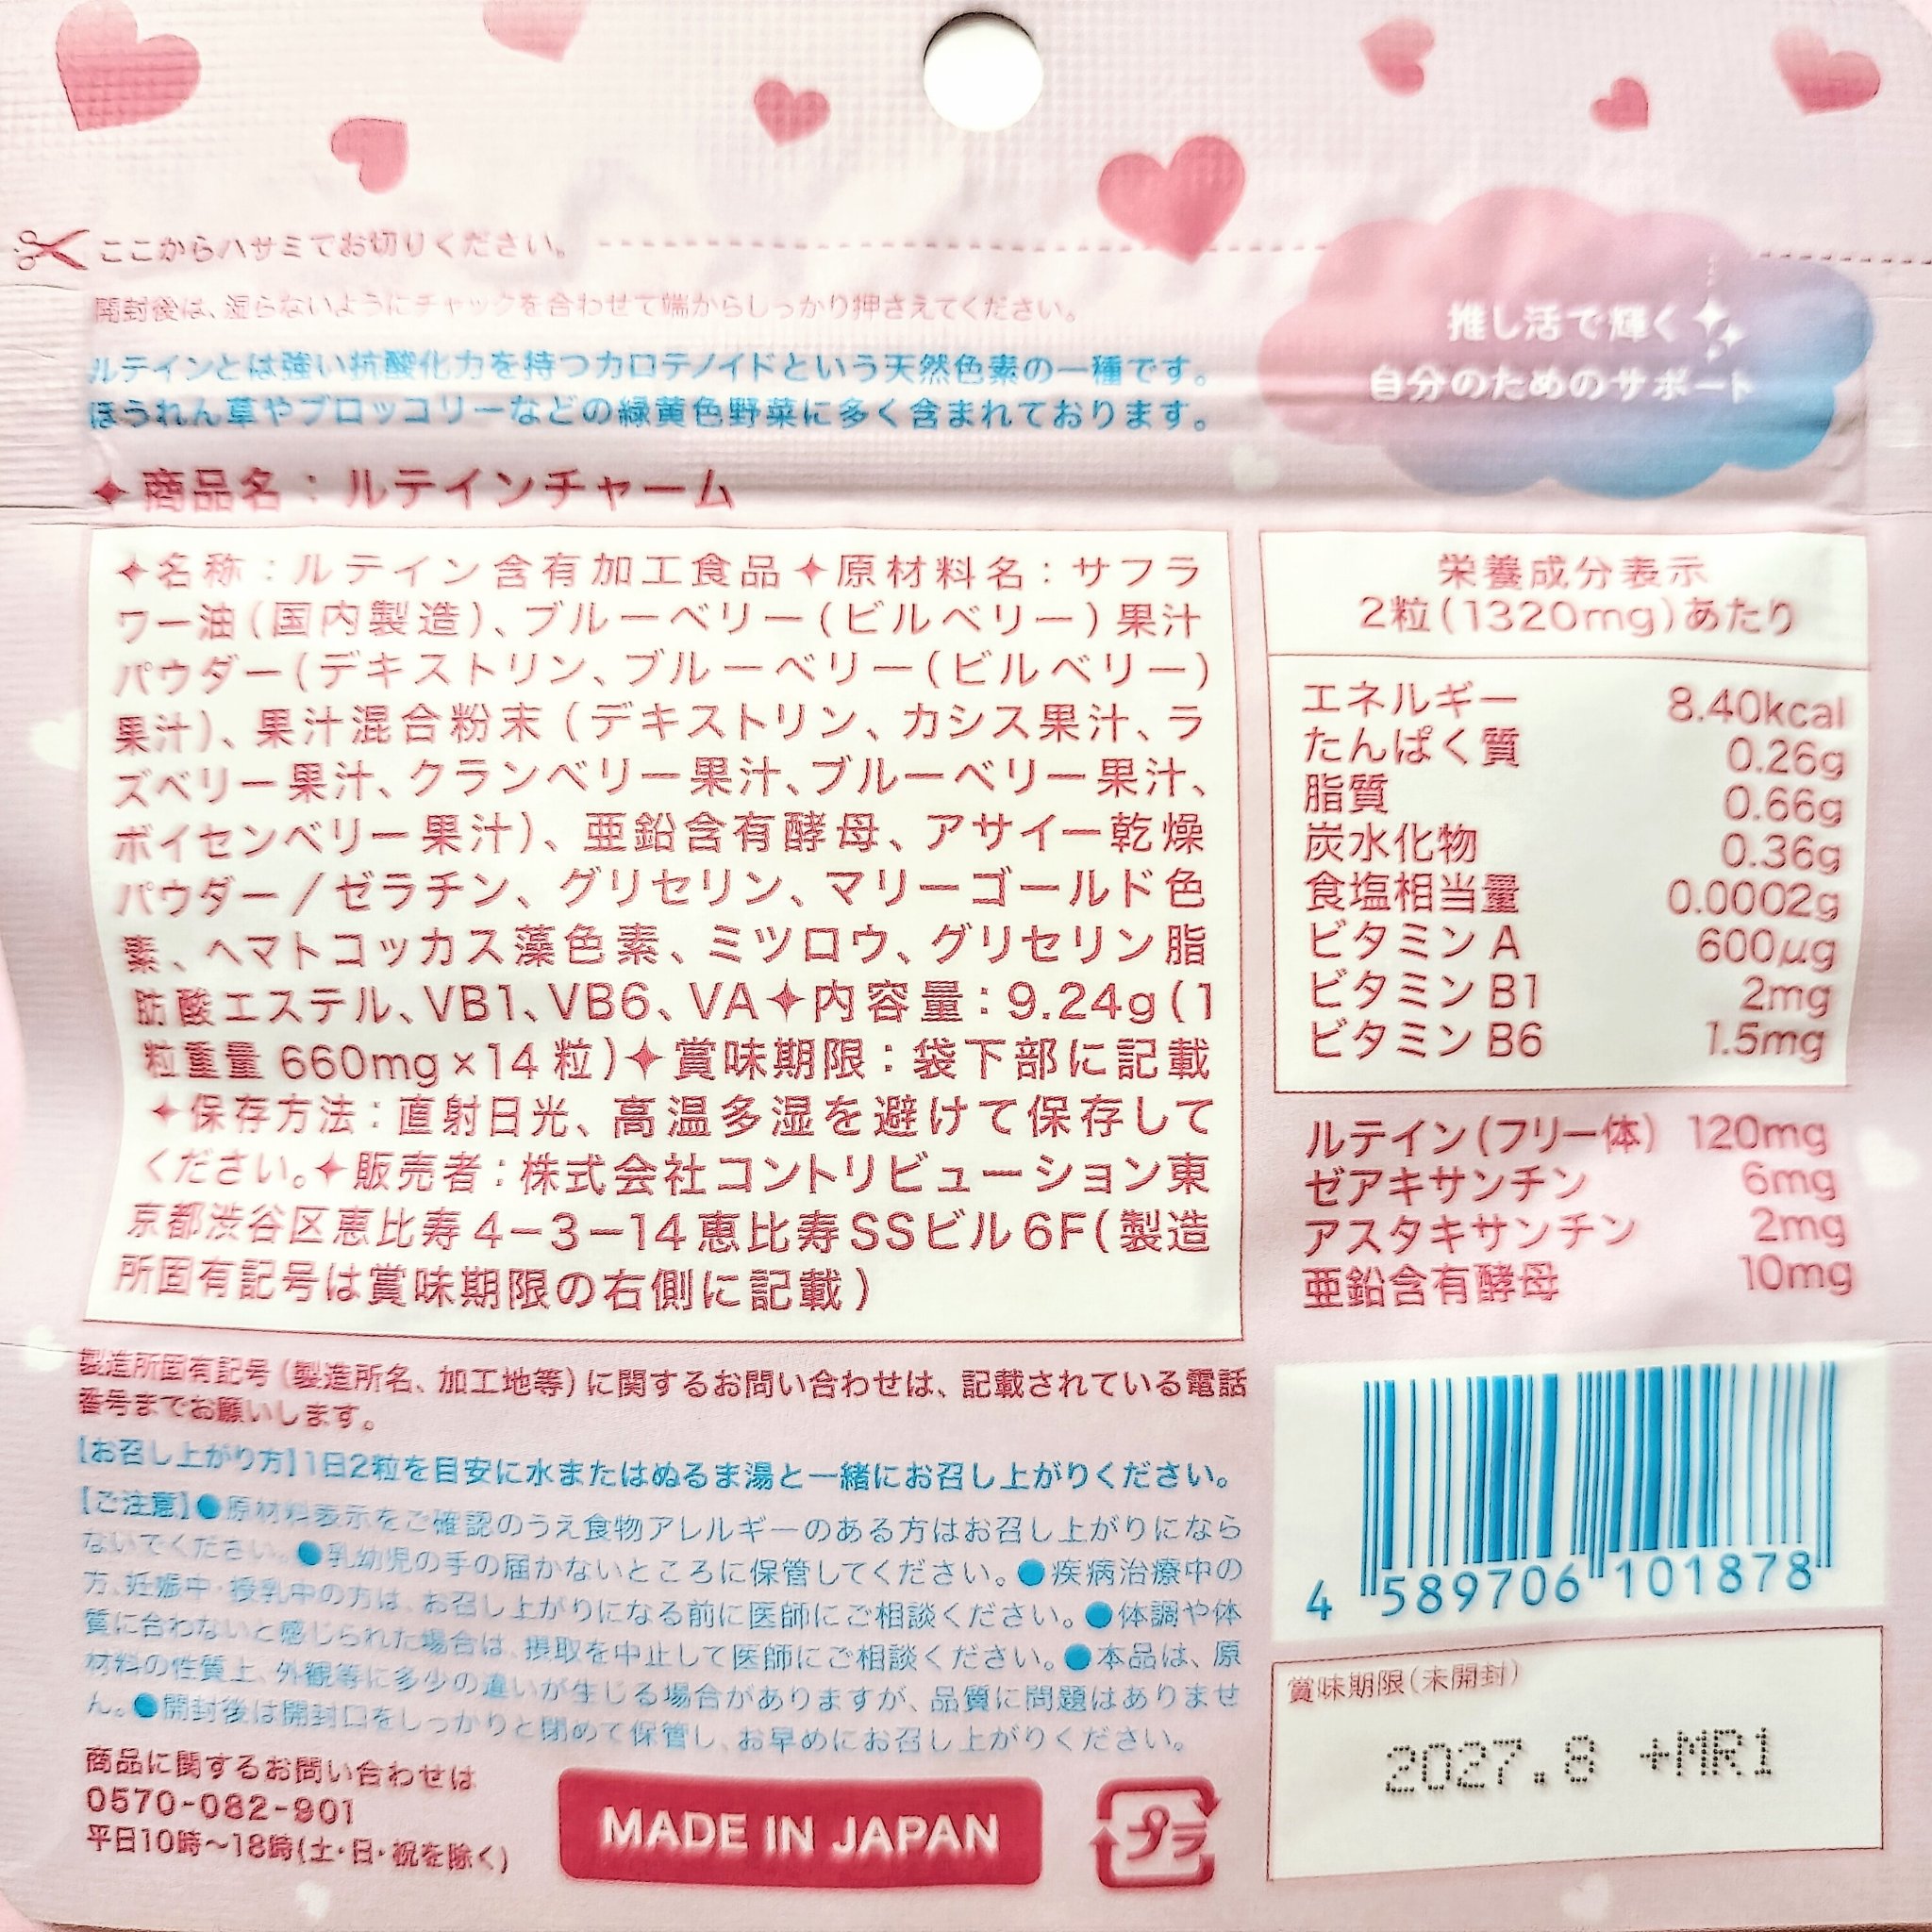 ここからハサミでお切りください。
開封後は、湿らないようにチャックを合わせて端からしっかり押さえてください。
ルテインとは強い抗酸化力を持つカロテノイドという天然色素の一種です。
ほうれん草やブロッコリーなどの緑黄色野菜に多く含まれております。
推し活で輝く
自分のためのサポート
✦商品名：ルテインチャーム
✦名称：ルテイン含有加工食品✦原材料名：サフラ
ワー油(国内製造)、ブルーベリー(ビルベリー)果汁
パウダー(デキストリン、ブルーベリー(ビルベリー)
果汁)、果汁混合粉末(デキストリン、カシス果汁、ラ
ズベリー果汁、クランベリー果汁、ブルーベリー果汁、
ボイセンベリー果汁)、亜鉛含有酵母、アサイー乾燥
パウダー/ゼラチン、グリセリン、マリーゴールド色
素、ヘマトコッカス藻色素、ミツロウ、グリセリン脂
肪酸エステル、VB1、VB6、VA✦内容量：9.24g(1
粒重量 660mg×14粒)✦賞味期限：袋下部に記載
✦保存方法：直射日光、高温多湿を避けて保存して
ください。✦販売者：株式会社コントリビューション東
京都渋谷区恵比寿4−3−14恵比寿SSビル6F(製造
所固有記号は賞味期限の右側に記載)
栄養成分表示
2粒(1320mg)あたり
エネルギー 8.40kcal
たんぱく質 0.26g
脂質 0.66g
炭水化物 0.36g
食塩相当量 0.0002g
ビタミンA 600μg
ビタミンB1 2mg
ビタミンB6 1.5mg
ルテイン(フリー体) 120mg
ゼアキサンチン 6mg
アスタキサンチン 2mg
亜鉛含有酵母 10mg
製造所固有記号(製造所名、加工地等)に関するお問い合わせは、記載されている電話
番号までお願いします。
【お召し上がり方】1日2粒を目安に水またはぬるま湯と一緒にお召し上がりください。
【ご注意】●原材料表示をご確認のうえ食物アレルギーのある方はお召し上がりになら
ないでください。●乳幼児の手の届かないところに保管してください。●疾病治療中の
方、妊娠中・授乳中の方は、お召し上がりになる前に医師にご相談ください。●体調や体
質に合わないと感じられた場合は、摂取を中止して医師にご相談ください。●本品は、原
材料の性質上、外観等に多少の違いが生じる場合がありますが、品質に問題はありませ
ん。●開封後は開封口をしっかりと閉めて保管し、お早めにお召し上がりください。
商品に関するお問い合わせは
0570-082-901
平日10時～18時(土・日・祝を除く)
MADE IN JAPAN
プラ
4 589706 101878
賞味期限(未開封)
2027.8 +MR1